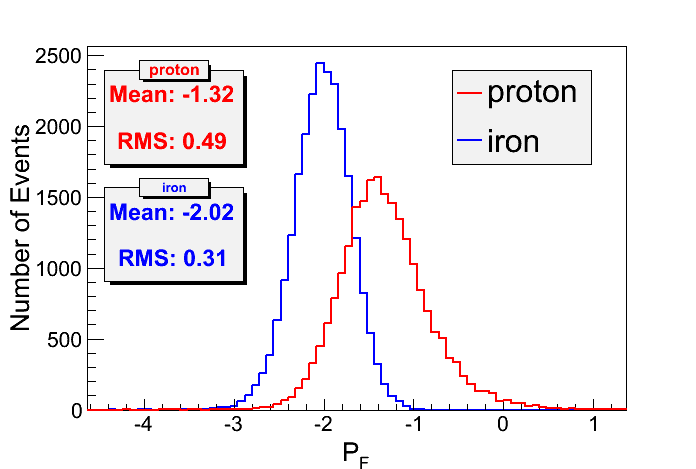 proton
Mean: -1.32
RMS: 0.49
iron
Mean: -2.02
RMS: 0.31
proton
iron
Number of Events
2500
2000
1500
1000
500
0
-4 -3 -2 -1 0 1
P_F